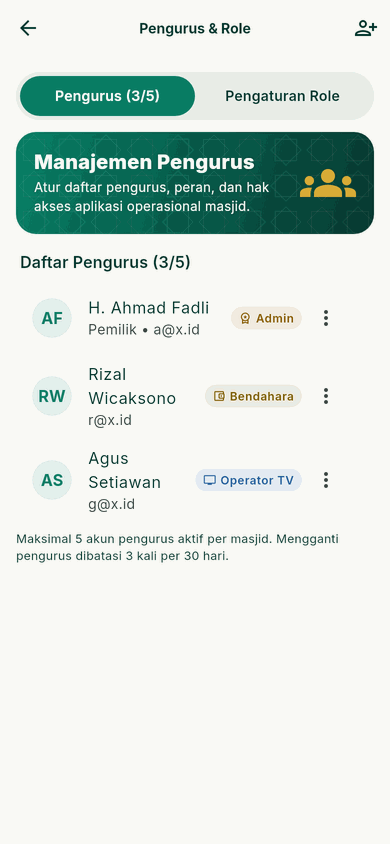 Pengurus & Role
Pengurus (3/5)
Pengaturan Role
Manajemen Pengurus
Atur daftar pengurus, peran, dan hak
akses aplikasi operasional masjid.
Daftar Pengurus (3/5)
AF
H. Ahmad Fadli
Pemilik • a@x.id
Admin
RW
Rizal
Wicaksono
r@x.id
Bendahara
AS
Agus
Setiawan
g@x.id
Operator TV
Maksimal 5 akun pengurus aktif per masjid. Mengganti
pengurus dibatasi 3 kali per 30 hari.